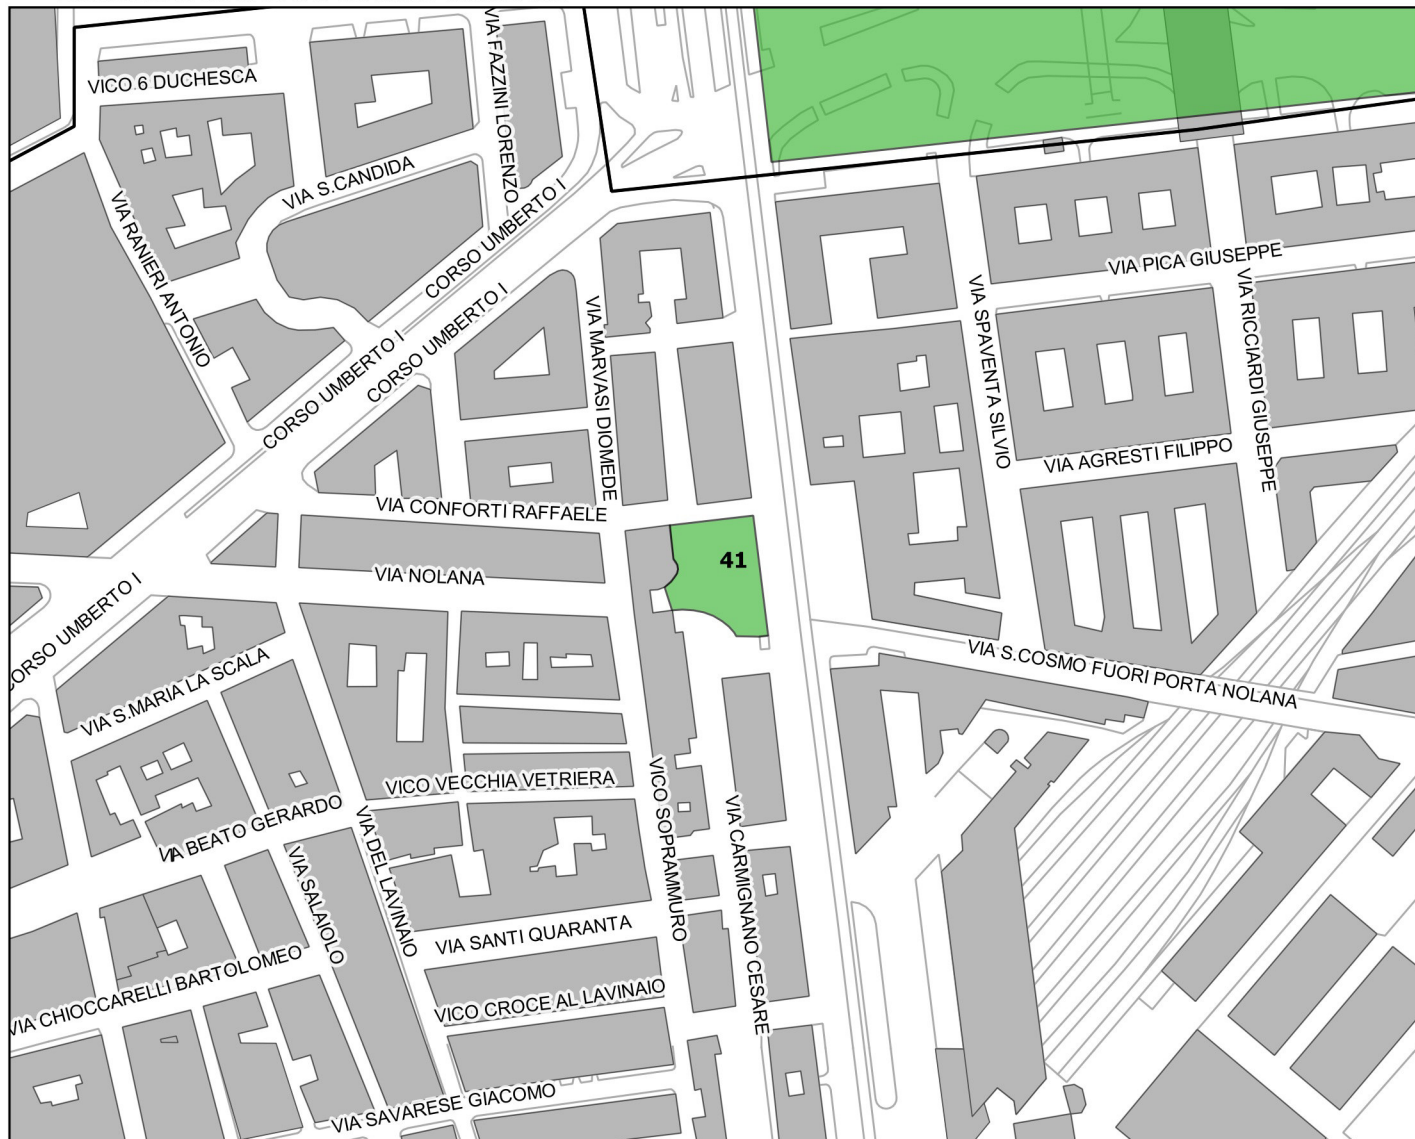 VICO 6 DUCHESCA
VIA FAZZINI LORENZO
VIA S.CANDIDA
VIA RANIERI ANTONIO
CORSO UMBERTO I
CORSO UMBERTO I
CORSO UMBERTO I
CORSO UMBERTO I
VIA MARVASI DIOMEDE
VIA PICA GIUSEPPE
VIA SPAVENTA SILVIO
VIA RICCIARDI GIUSEPPE
VIA AGRESTI FILIPPO
VIA CONFORTI RAFFAELE
41
VIA NOLANA
CORSO UMBERTO I
VIA S.MARIA LA SCALA
VIA S.COSMO FUORI PORTA NOLANA
VICO VECCHIA VETRIERA
VIA BEATO GERARDO
VIA DEL LAVINAIO
VICO SOPRAMMURO
VIA CARMIGNANO CESARE
VIA SALAIOLO
VIA SANTI QUARANTA
VIA CHIOCCARELLI BARTOLOMEO
VICO CROCE AL LAVINAIO
VIA SAVARESE GIACOMO